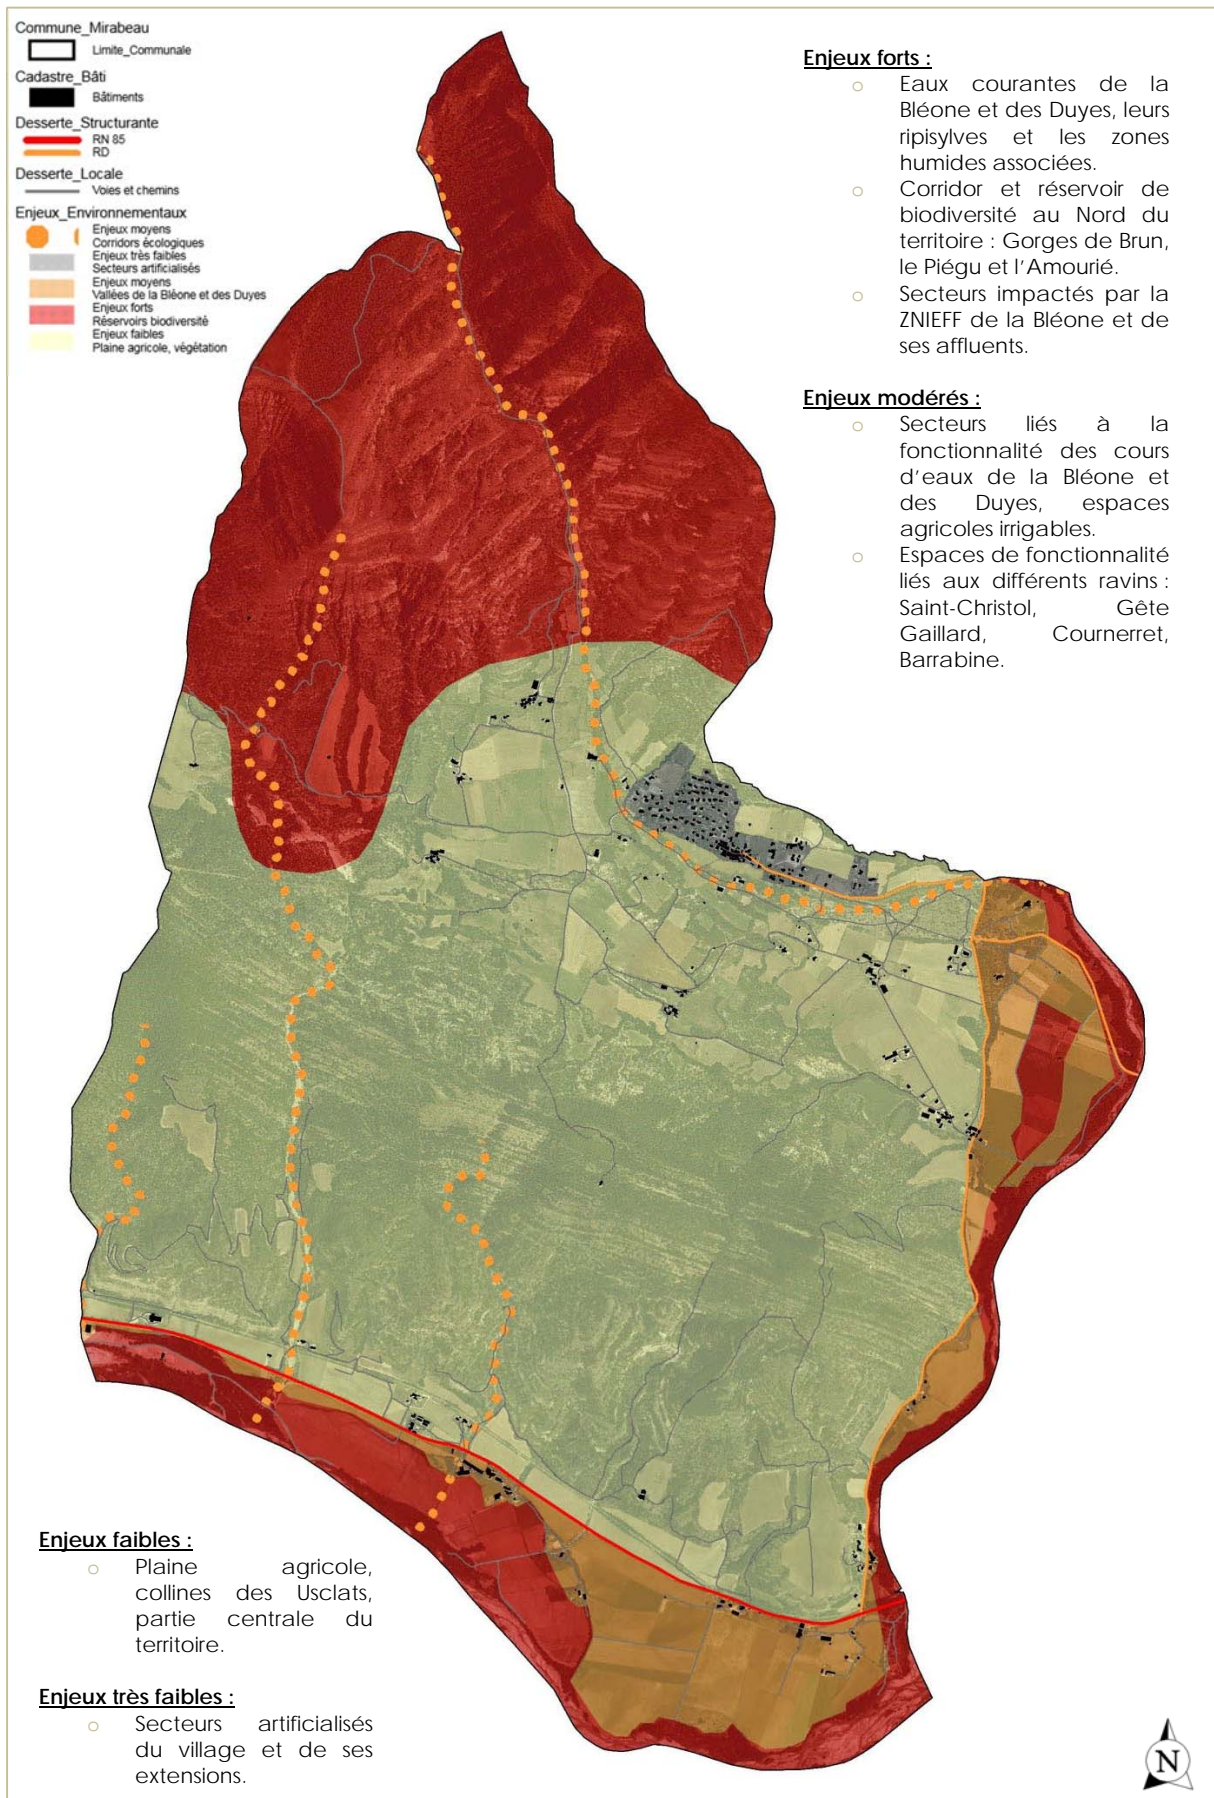 Commune_Mirabeau
Limite_Communale
Cadastre_Bâti
Bâtiments
Desserte_Structurante
RN 85
RD
Desserte_Locale
Voies et chemins
Enjeux_Environnementaux
Enjeux moyens
Corridors écologiques
Enjeux très faibles
Secteurs artificialisés
Enjeux moyens
Vallées de la Bléone et des Duyes
Enjeux forts
Réservoirs biodiversité
Enjeux faibles
Plaine agricole, végétation
Enjeux forts :
o Eaux courantes de la
Bléone et des Duyes, leurs
ripisylves et les zones
humides associées.
o Corridor et réservoir de
biodiversité au Nord du
territoire : Gorges de Brun,
le Piégu et l'Amourié.
o Secteurs impactés par la
ZNIEFF de la Bléone et de
ses affluents.
Enjeux modérés :
o Secteurs liés à la
fonctionnalité des cours
d'eaux de la Bléone et
des Duyes, espaces
agricoles irrigables.
o Espaces de fonctionnalité
liés aux différents ravins :
Saint-Christol, Gête
Gaillard, Cournerret,
Barrabine.
Enjeux faibles :
o Plaine agricole,
collines des Usclats,
partie centrale du
territoire.
Enjeux très faibles :
o Secteurs artificialisés
du village et de ses
extensions.
N